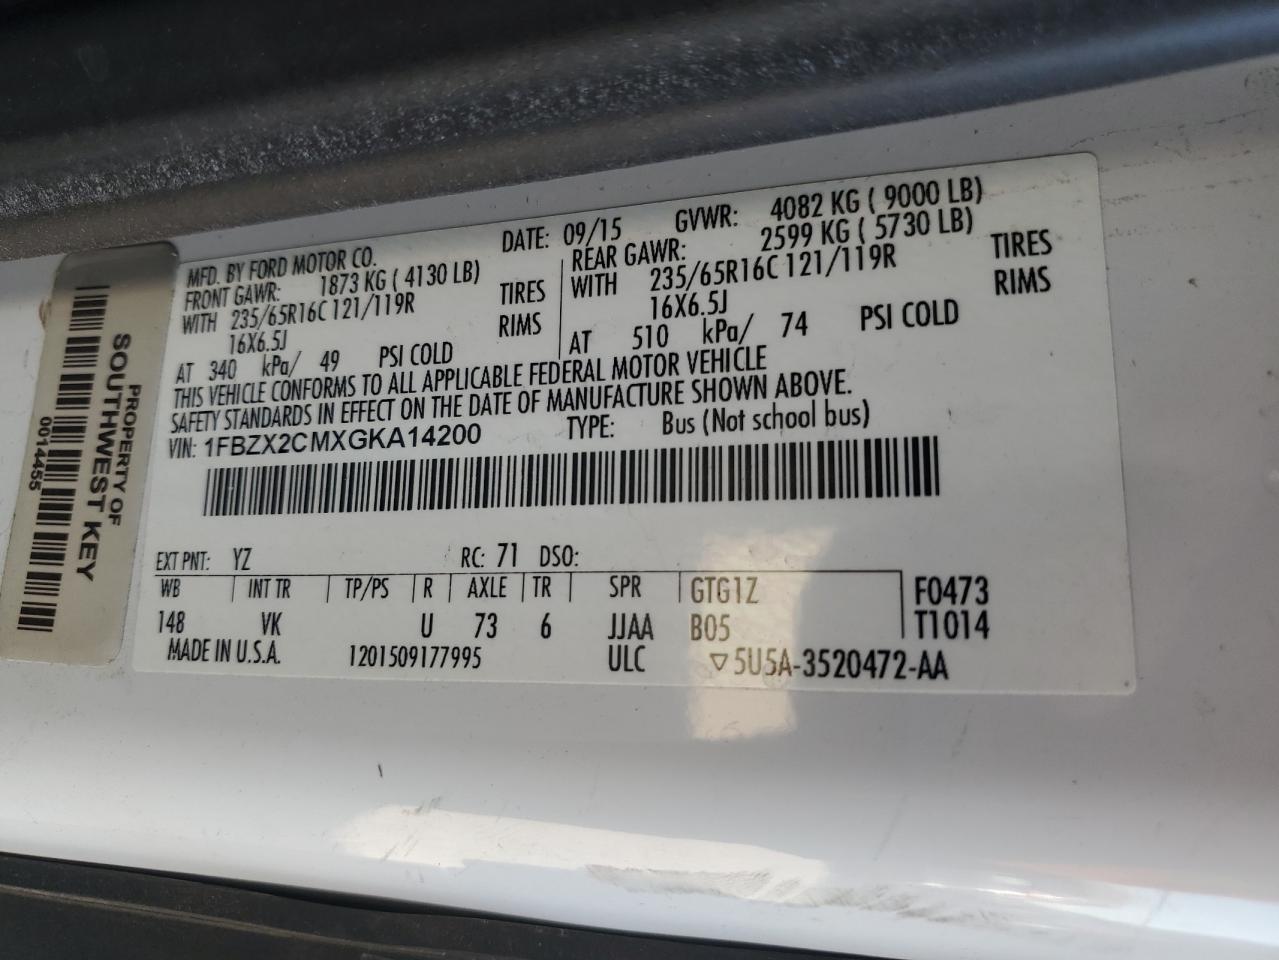 PROPERTY OF
SOUTHWEST KEY
0014455
MFD. BY FORD MOTOR CO. DATE: 09/15 GVWR: 4082 KG ( 9000 LB)
FRONT GAWR: 1873 KG ( 4130 LB) REAR GAWR: 2599 KG ( 5730 LB)
WITH 235/65R16C 121/119R TIRES WITH 235/65R16C 121/119R TIRES
16X6.5J RIMS 16X6.5J RIMS
AT 340 kPa/ 49 PSI COLD AT 510 kPa/ 74 PSI COLD
THIS VEHICLE CONFORMS TO ALL APPLICABLE FEDERAL MOTOR VEHICLE
SAFETY STANDARDS IN EFFECT ON THE DATE OF MANUFACTURE SHOWN ABOVE.
VIN: 1FBZX2CMXGKA14200 TYPE: Bus (Not school bus)
EXT PNT: YZ RC: 71 DSO:
WB INT TR TP/PS R AXLE TR SPR GTG1Z F0473
148 VK U 73 6 JJAA B05 T1014
MADE IN U.S.A. 1201509177995 ULC ▽5U5A-3520472-AA